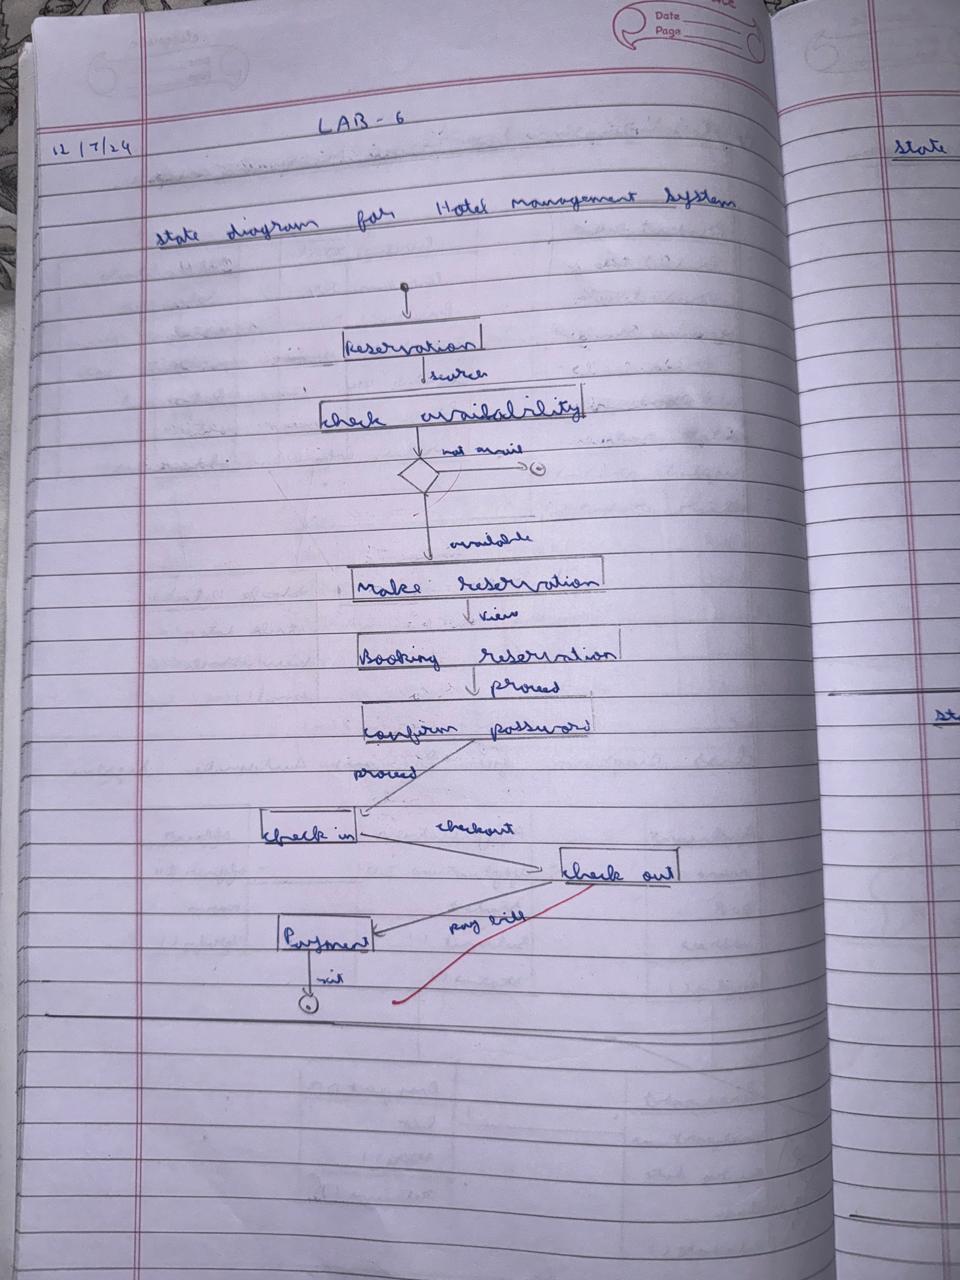 Date
Page
LAB - 6
12/7/24
state
state diagram for Hotel Management System
Reservation
search
check availability
not avail
available
Make reservation
view
Booking reservation
proceed
confirm password
proceed
check in
checkout
check out
pay bill
Payment
exit